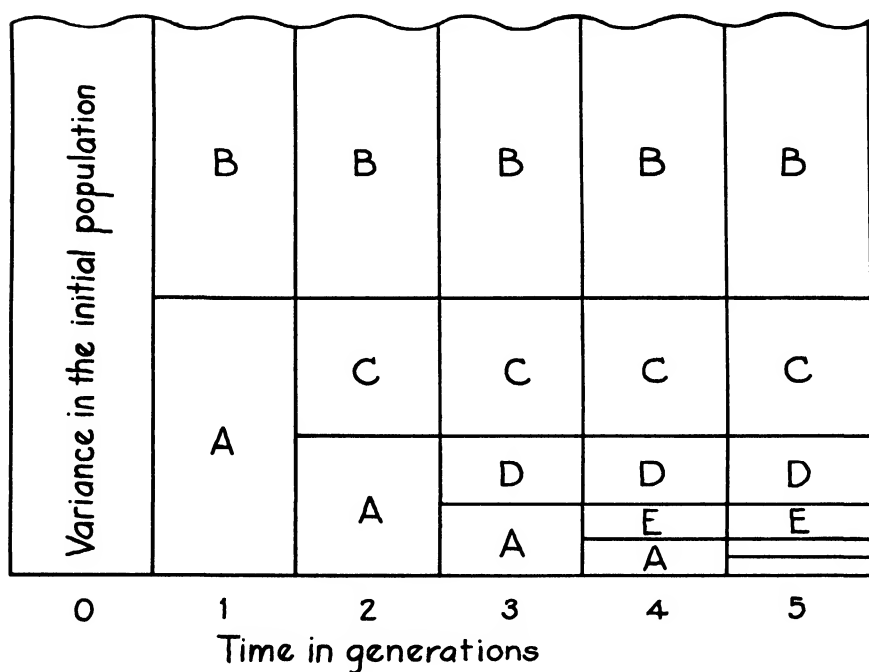 Variance in the initial population
B B B B B
C C C C
A
D D D
A
E E
A
A
0 1 2 3 4 5
Time in generations